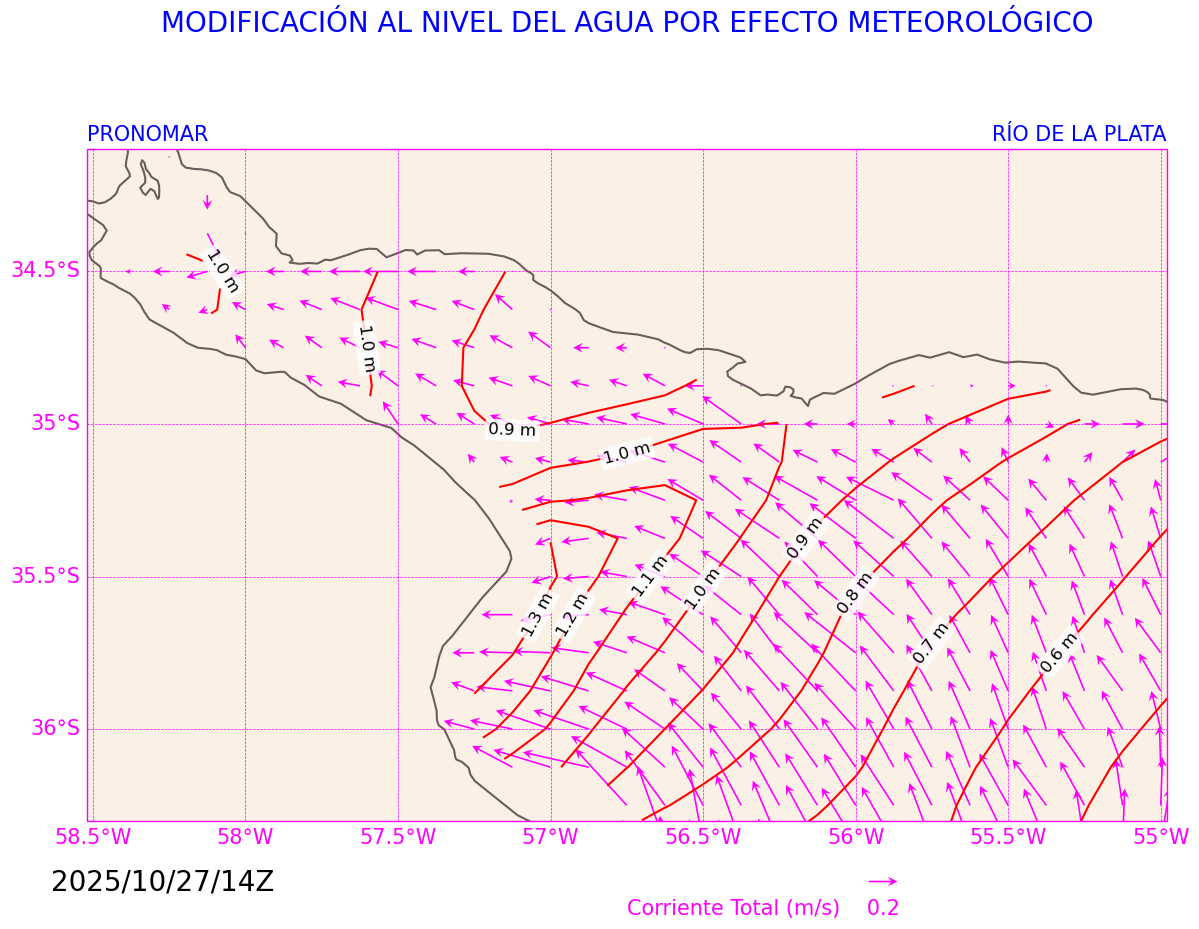 MODIFICACIÓN AL NIVEL DEL AGUA POR EFECTO METEOROLÓGICO
PRONOMAR
RÍO DE LA PLATA
34.5°S
35°S
35.5°S
36°S
1.0 m
1.0 m
0.9 m
1.0 m
1.3 m
1.2 m
1.1 m
1.0 m
0.9 m
0.8 m
0.7 m
0.6 m
58.5°W
58°W
57.5°W
57°W
56.5°W
56°W
55.5°W
55°W
2025/10/27/14Z
Corriente Total (m/s)
0.2